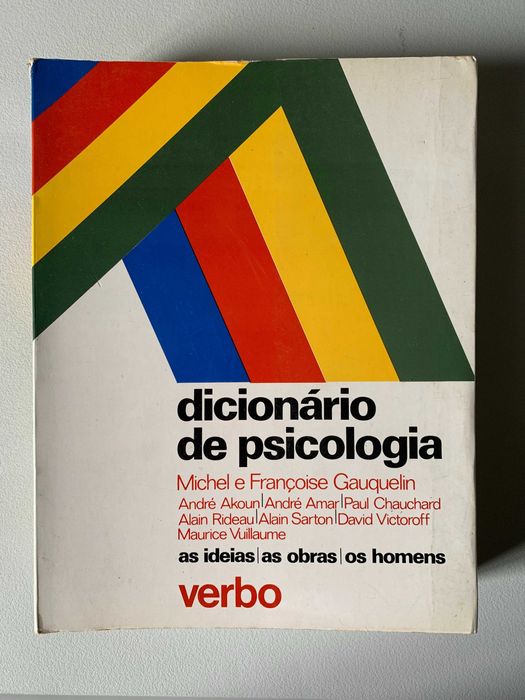 dicionário
de psicologia
Michel e Françoise Gauquelin
André Akoun|André Amar|Paul Chauchard
Alain Rideau|Alain Sarton|David Victoroff
Maurice Vuillaume
as ideias|as obras|os homens
verbo